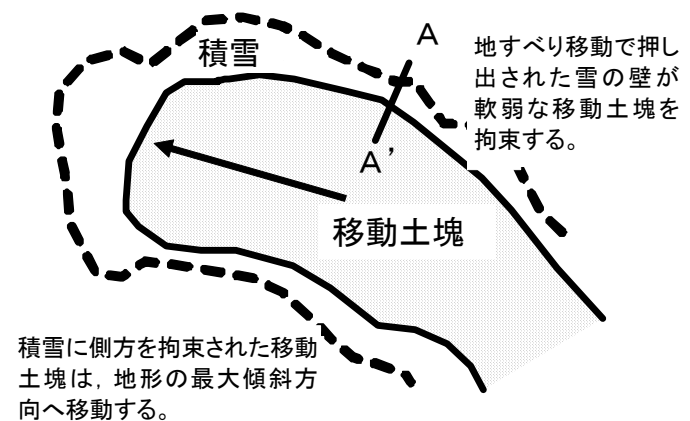 積雪
A
A’
地すべり移動で押し
出された雪の壁が
軟弱な移動土塊を
拘束する。
移動土塊
積雪に側方を拘束された移動
土塊は，地形の最大傾斜方
向へ移動する。